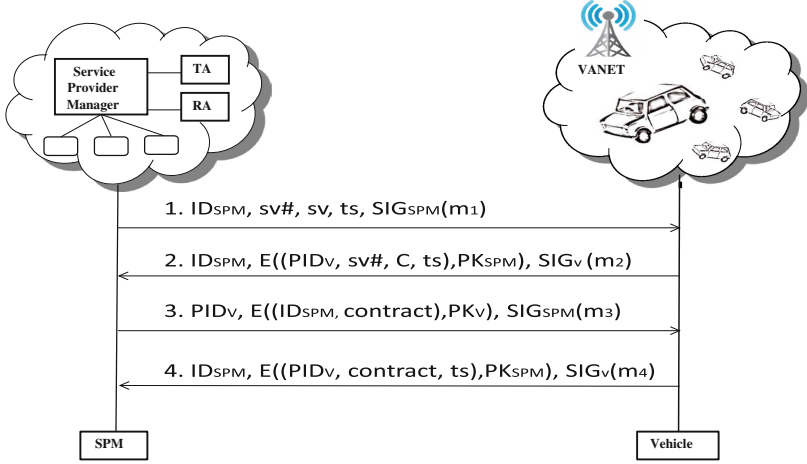 Service
Provider
Manager
TA
RA
VANET
1. IDSPM, sv#, sv, ts, SIGSPM(m1)
2. IDSPM, E((PIDV, sv#, C, ts),PKSPM), SIGV (m2)
3. PIDV, E((IDSPM, contract),PKV), SIGSPM(m3)
4. IDSPM, E((PIDV, contract, ts),PKSPM), SIGV(m4)
SPM
Vehicle